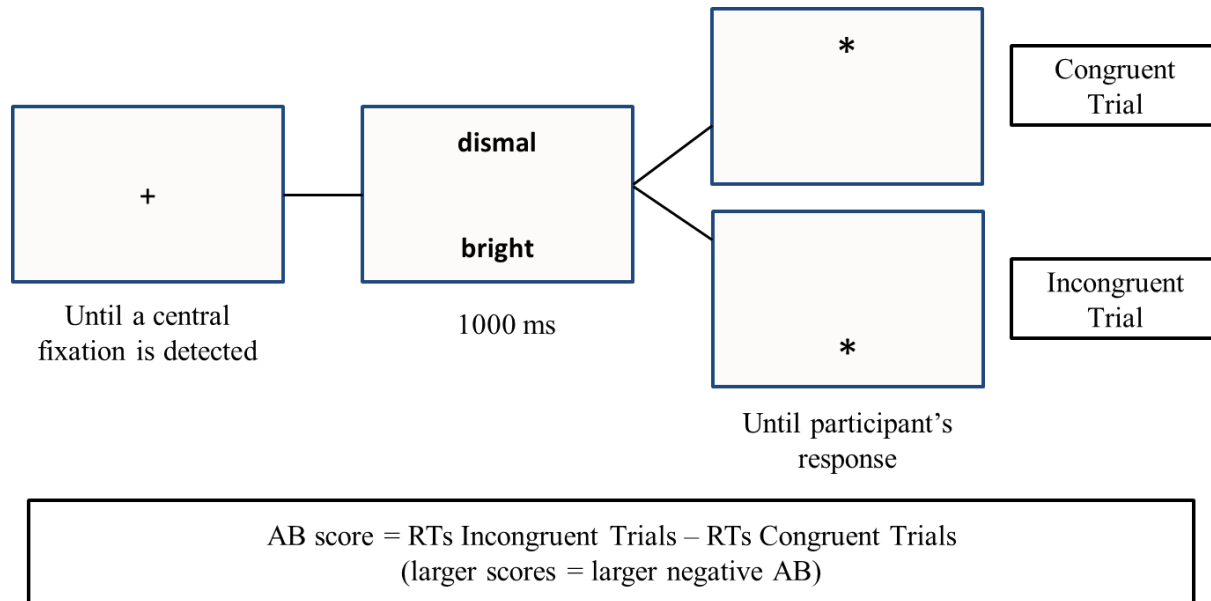 +
Until a central
fixation is detected
dismal
bright
1000 ms
*
Congruent
Trial
*
Incongruent
Trial
Until participant’s
response
AB score = RTs Incongruent Trials – RTs Congruent Trials
(larger scores = larger negative AB)